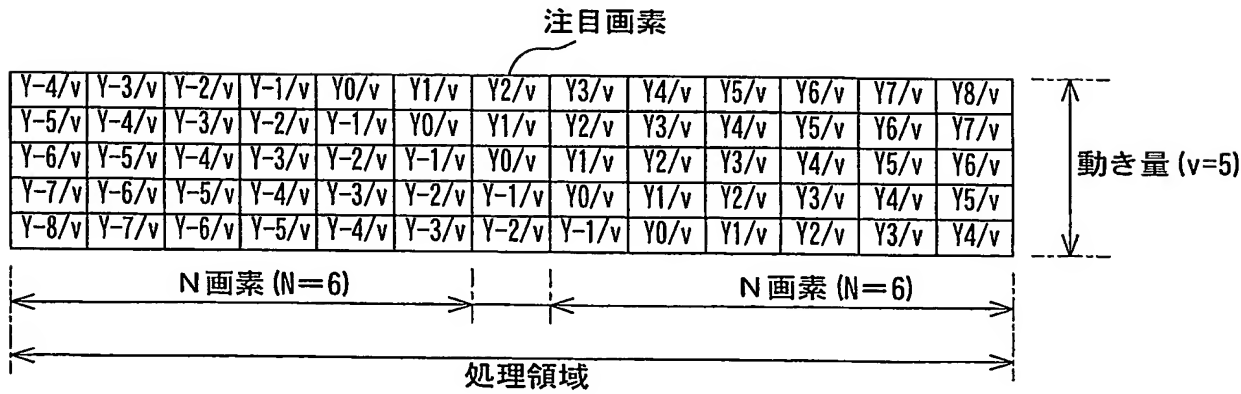 注目画素
Y-4/v Y-3/v Y-2/v Y-1/v Y0/v Y1/v Y2/v Y3/v Y4/v Y5/v Y6/v Y7/v Y8/v
Y-5/v Y-4/v Y-3/v Y-2/v Y-1/v Y0/v Y1/v Y2/v Y3/v Y4/v Y5/v Y6/v Y7/v
Y-6/v Y-5/v Y-4/v Y-3/v Y-2/v Y-1/v Y0/v Y1/v Y2/v Y3/v Y4/v Y5/v Y6/v
動き量(v=5)
Y-7/v Y-6/v Y-5/v Y-4/v Y-3/v Y-2/v Y-1/v Y0/v Y1/v Y2/v Y3/v Y4/v Y5/v
Y-8/v Y-7/v Y-6/v Y-5/v Y-4/v Y-3/v Y-2/v Y-1/v Y0/v Y1/v Y2/v Y3/v Y4/v
N画素(N=6) N画素(N=6)
処理領域